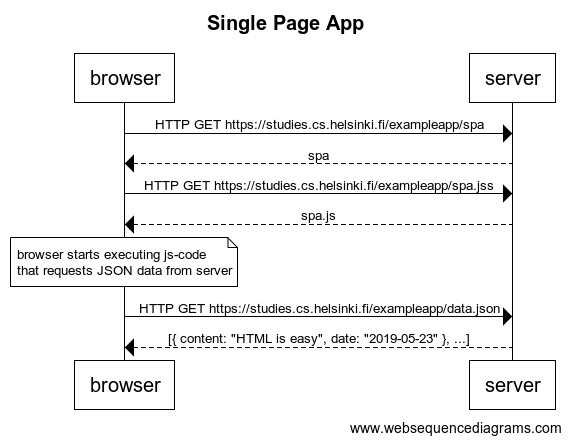 Single Page App
browser server
HTTP GET https://studies.cs.helsinki.fi/exampleapp/spa
spa
HTTP GET https://studies.cs.helsinki.fi/exampleapp/spa.jss
spa.js
browser starts executing js-code
that requests JSON data from server
HTTP GET https://studies.cs.helsinki.fi/exampleapp/data.json
[{ content: "HTML is easy", date: "2019-05-23" }, ...]
browser server
www.websequencediagrams.com